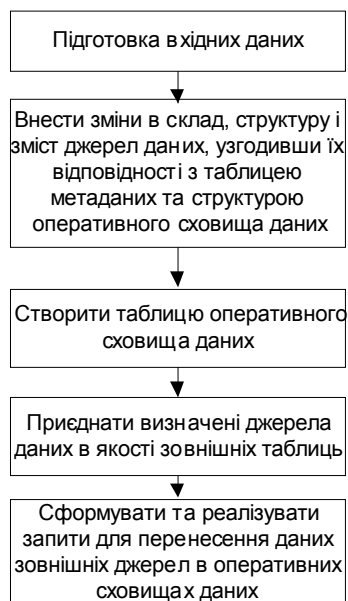 Підготовка вхідних даних
Внести зміни в склад, структуру і
зміст джерел даних, узгодивши їх
відповідності з таблицею
метаданих та структурою
оперативного сховища даних
Створити таблицю оперативного
сховища даних
Приєднати визначені джерела
даних в якості зовнішніх таблиць
Сформувати та реалізувати
запити для перенесення даних
зовнішніх джерел в оперативних
сховищах даних